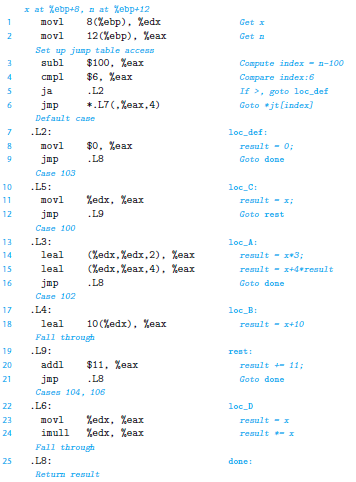 x at %ebp+8, n at %ebp+12
1 movl 8(%ebp), %edx Get x
2 movl 12(%ebp), %eax Get n
Set up jump table access
3 subl $100, %eax Compute index = n-100
4 cmpl $6, %eax Compare index:6
5 ja .L2 If >, goto loc_def
6 jmp *.L7(,%eax,4) Goto *jt[index]
Default case
7 .L2: loc_def:
8 movl $0, %eax result = 0;
9 jmp .L8 Goto done
Case 103
10 .L5: loc_C:
11 movl %edx, %eax result = x;
12 jmp .L9 Goto rest
Case 100
13 .L3: loc_A:
14 leal (%edx,%edx,2), %eax result = x*3;
15 leal (%edx,%eax,4), %eax result = x+4*result
16 jmp .L8 Goto done
Case 102
17 .L4: loc_B:
18 leal 10(%edx), %eax result = x+10
Fall through
19 .L9: rest:
20 addl $11, %eax result += 11;
21 jmp .L8 Goto done
Cases 104, 106
22 .L6: loc_D
23 movl %edx, %eax result = x
24 imull %edx, %eax result *= x
Fall through
25 .L8: done:
Return result